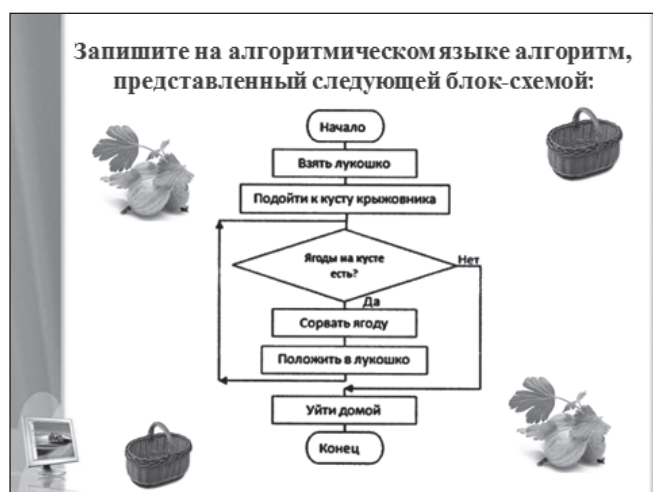 Запишите на алгоритмическом языке алгоритм,
представленный следующей блок-схемой:
Начало
Взять лукошко
Подойти к кусту крыжовника
Ягоды на кусте
есть?
Нет
Да
Сорвать ягоду
Положить в лукошко
Уйти домой
Конец